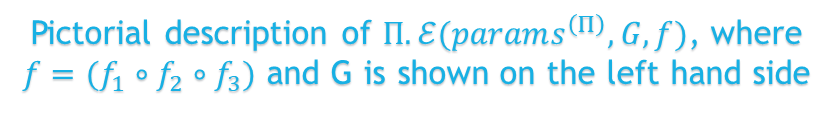 Pictorial description of Π. ℰ(params^(Π), G, f), where
f = (f₁ ∘ f₂ ∘ f₃) and G is shown on the left hand side